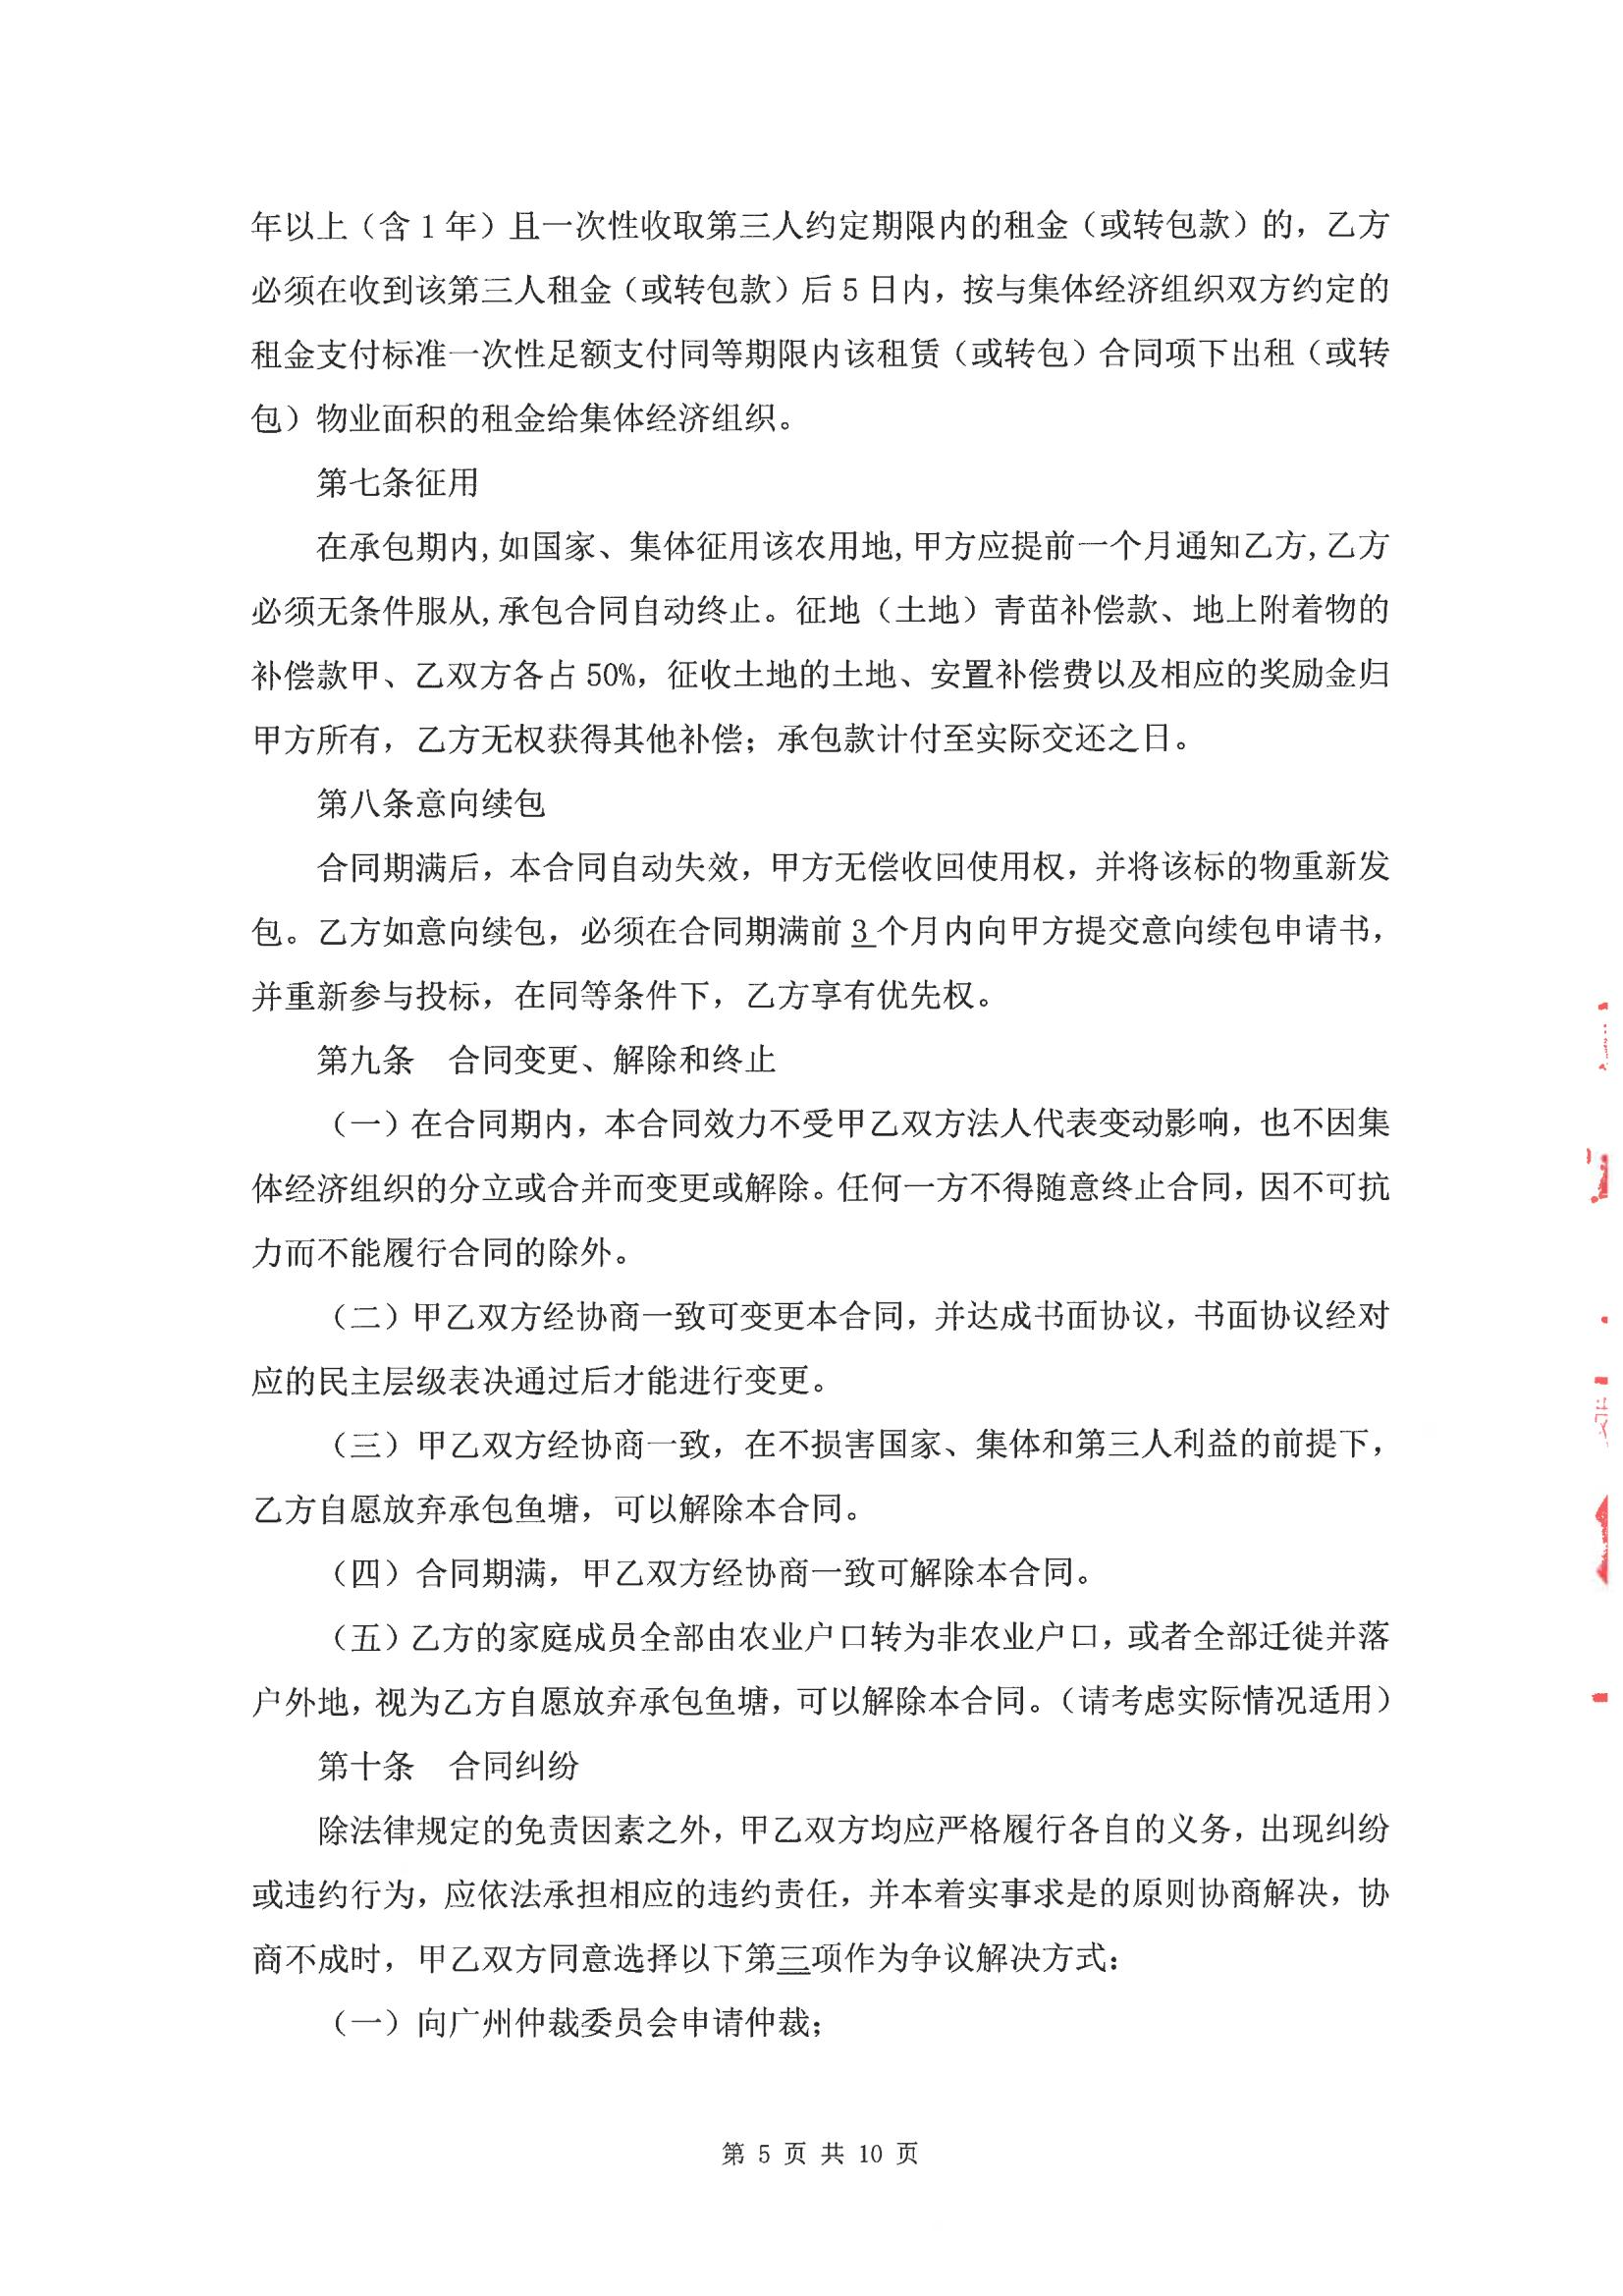 年以上（含 1 年）且一次性收取第三人约定期限内的租金（或转包款）的，乙方
必须在收到该第三人租金（或转包款）后 5 日内，按与集体经济组织双方约定的
租金支付标准一次性足额支付同等期限内该租赁（或转包）合同项下出租（或转
包）物业面积的租金给集体经济组织。
第七条征用
在承包期内,如国家、集体征用该农用地,甲方应提前一个月通知乙方,乙方
必须无条件服从,承包合同自动终止。征地（土地）青苗补偿款、地上附着物的
补偿款甲、乙双方各占 50%，征收土地的土地、安置补偿费以及相应的奖励金归
甲方所有，乙方无权获得其他补偿；承包款计付至实际交还之日。
第八条意向续包
合同期满后，本合同自动失效，甲方无偿收回使用权，并将该标的物重新发
包。乙方如意向续包，必须在合同期满前 3 个月内向甲方提交意向续包申请书，
并重新参与投标，在同等条件下，乙方享有优先权。
第九条　合同变更、解除和终止
（一）在合同期内，本合同效力不受甲乙双方法人代表变动影响，也不因集
体经济组织的分立或合并而变更或解除。任何一方不得随意终止合同，因不可抗
力而不能履行合同的除外。
（二）甲乙双方经协商一致可变更本合同，并达成书面协议，书面协议经对
应的民主层级表决通过后才能进行变更。
（三）甲乙双方经协商一致，在不损害国家、集体和第三人利益的前提下，
乙方自愿放弃承包鱼塘，可以解除本合同。
（四）合同期满，甲乙双方经协商一致可解除本合同。
（五）乙方的家庭成员全部由农业户口转为非农业户口，或者全部迁徙并落
户外地，视为乙方自愿放弃承包鱼塘，可以解除本合同。（请考虑实际情况适用）
第十条　合同纠纷
除法律规定的免责因素之外，甲乙双方均应严格履行各自的义务，出现纠纷
或违约行为，应依法承担相应的违约责任，并本着实事求是的原则协商解决，协
商不成时，甲乙双方同意选择以下第三项作为争议解决方式：
（一）向广州仲裁委员会申请仲裁；
第 5 页 共 10 页